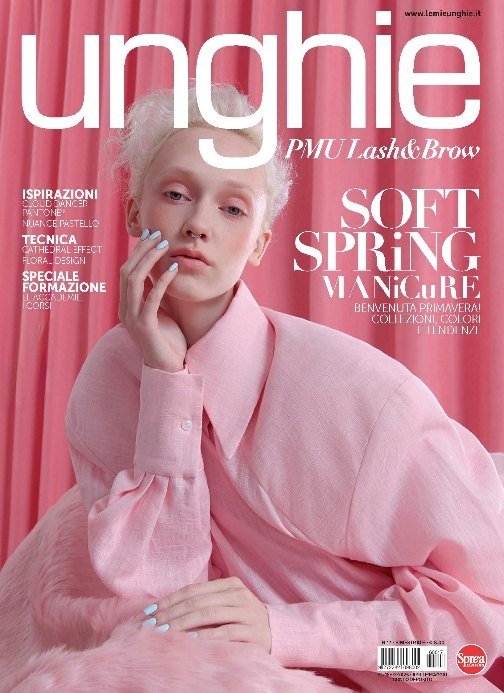 www.lemieunghie.it
unghie
PMU Lash&Brow
ISPIRAZIONI
CLOUD DANCER
PANTONE®
NUANCE PASTELLO
TECNICA
CATHEDRAL EFFECT
FLORAL DESIGN
SPECIALE
FORMAZIONE
LE ACCADEMIE
I CORSI
SOFT
SPRiNG
MANiCuRE
BENVENUTA PRIMAVERA!
COLLEZIONI, COLORI
E TENDENZE
Sprea